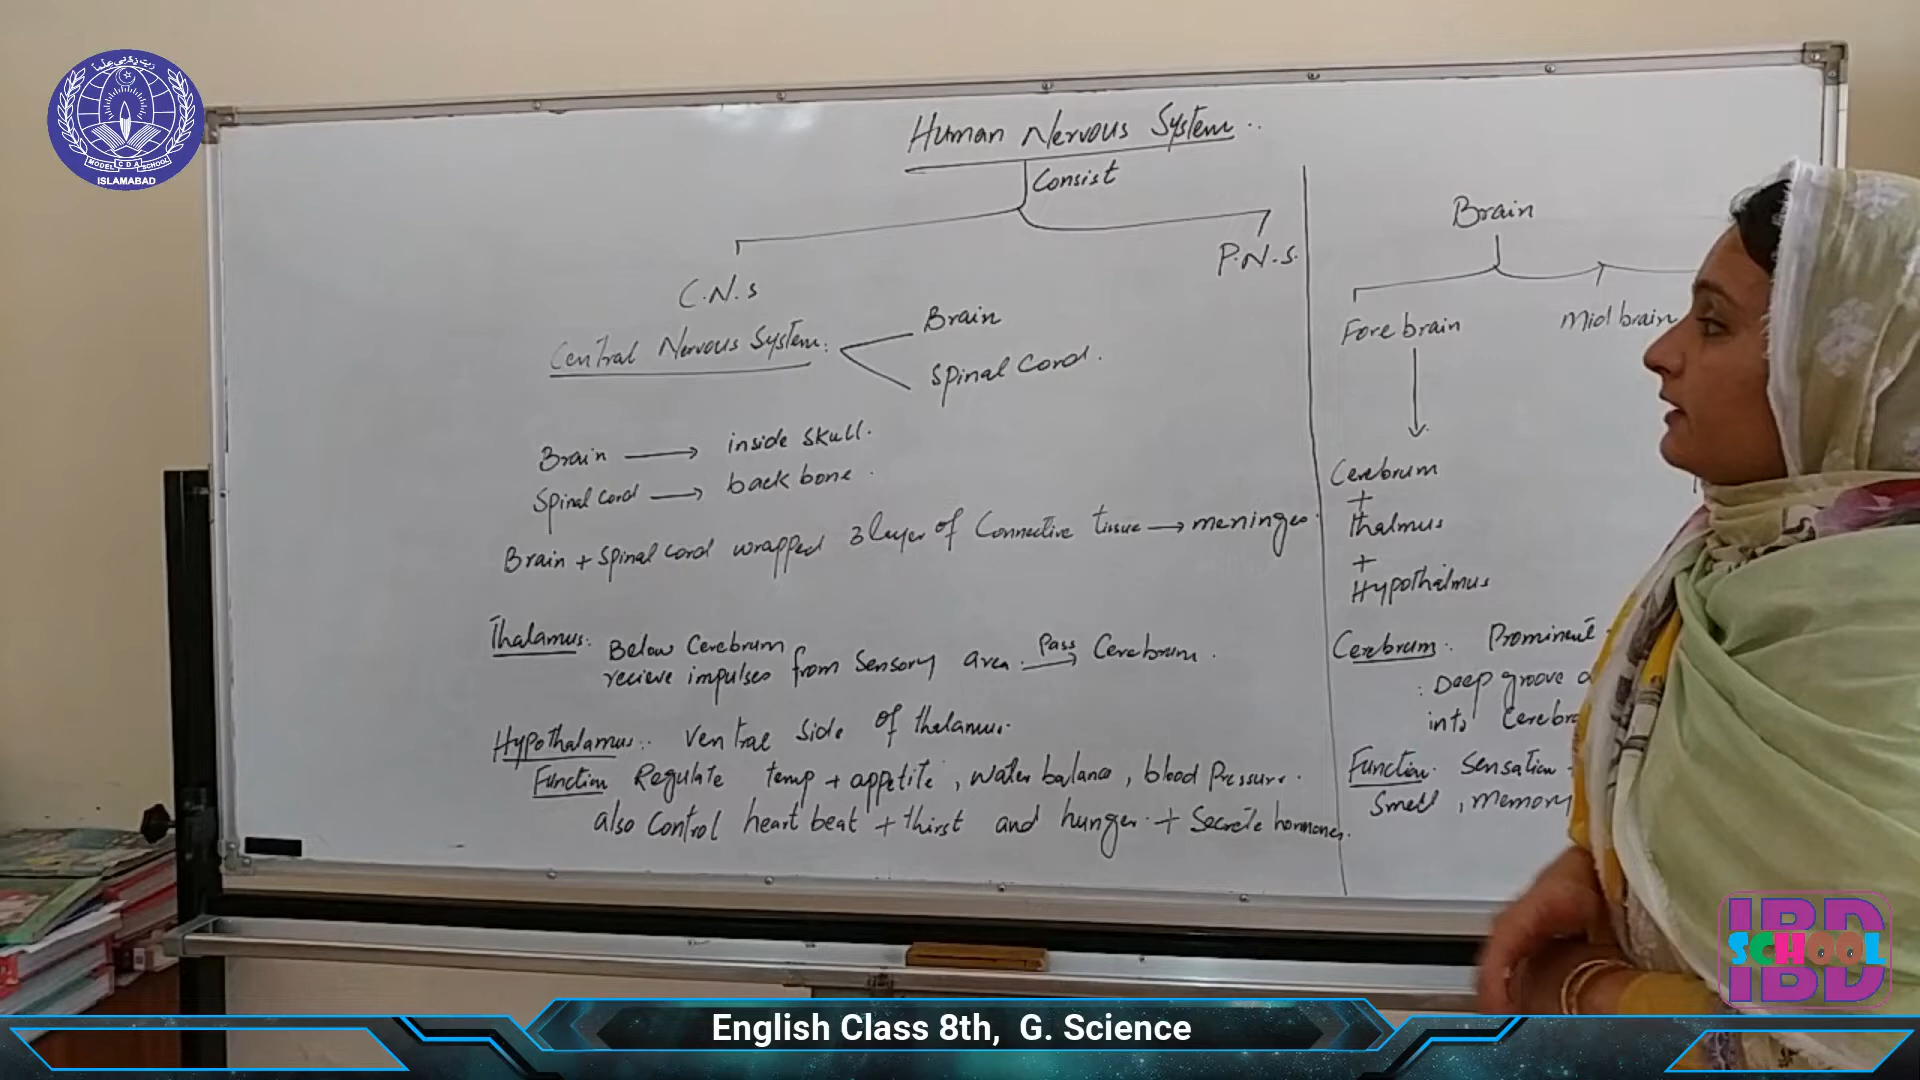 MODEL C D A SCHOOL
ISLAMABAD
Human Nervous System..
Consist
C.N.s
P.N.s.
Central Nervous System:
Brain
Spinal cord.
Brain → inside skull.
Spinal cord → back bone.
Brain + Spinal cord wrapped 3 layer of Connective tissue → meninges.
Thalamus: Below Cerebrum
recieve impulses from sensory area. Pass → Cerebrum.
Hypothalamus:. Ventral side of thalamus.
Function Regulate temp + appetite, water balance, blood Pressure.
also control heart beat + thirst and hunger + Secrete hormones.
Brain
Fore brain
Mid brain
Cerebrum
+
thalmus
+
Hypothalmus
Cerebrum: Prominent
: Deep groove
into Cerebr
Function: Sensation
Smell, memory
IBD
SCHOOL
IBD
English Class 8th, G. Science